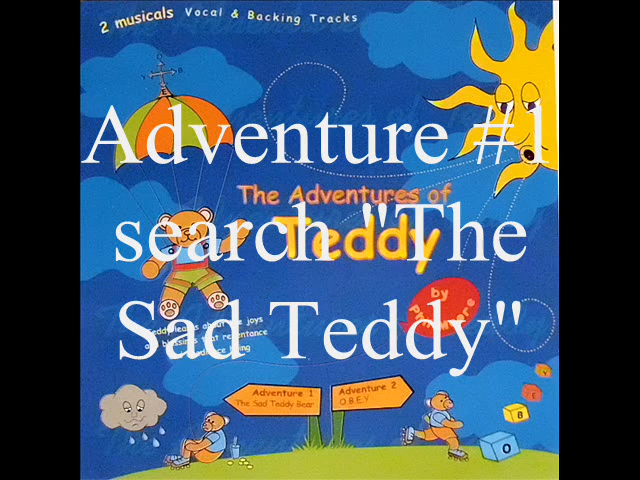 2 musicals Vocal & Backing Tracks
Adventure #1
The Adventures of
Teddy
search "The
Sad Teddy"
by
Adventure 1
The Sad Teddy Bear
Adventure 2
O.B.E.Y
B
O